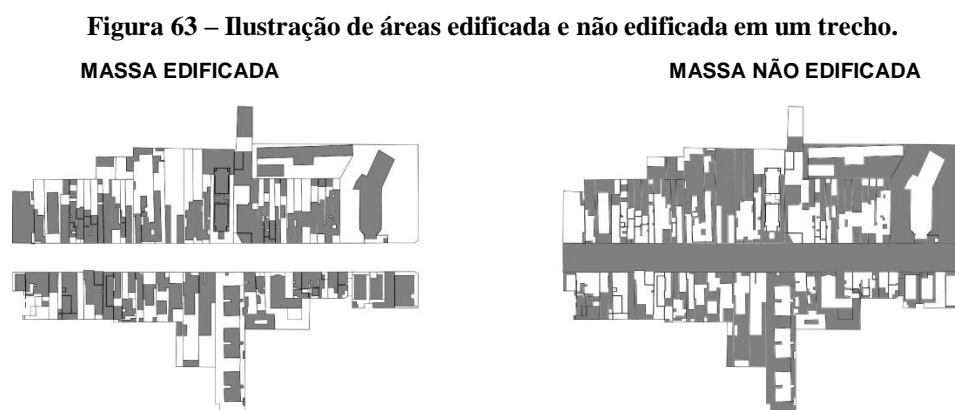 Figura 63 – Ilustração de áreas edificada e não edificada em um trecho.
MASSA EDIFICADA
MASSA NÃO EDIFICADA